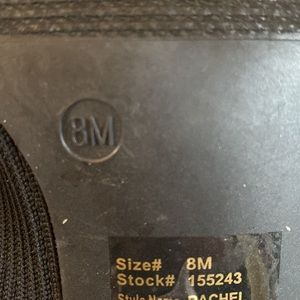 8M
Size# 8M
Stock# 155243
Style Name RACHEL